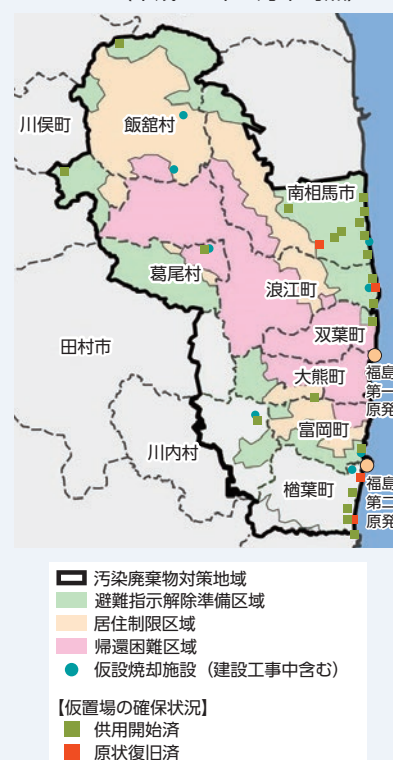 川俣町
飯舘村
南相馬市
葛尾村
浪江町
双葉町
田村市
大熊町
福島
第一
原発
富岡町
川内村
楢葉町
福島
第二
原発
汚染廃棄物対策地域
避難指示解除準備区域
居住制限区域
帰還困難区域
仮設焼却施設（建設工事中含む）
【仮置場の確保状況】
供用開始済
原状復旧済